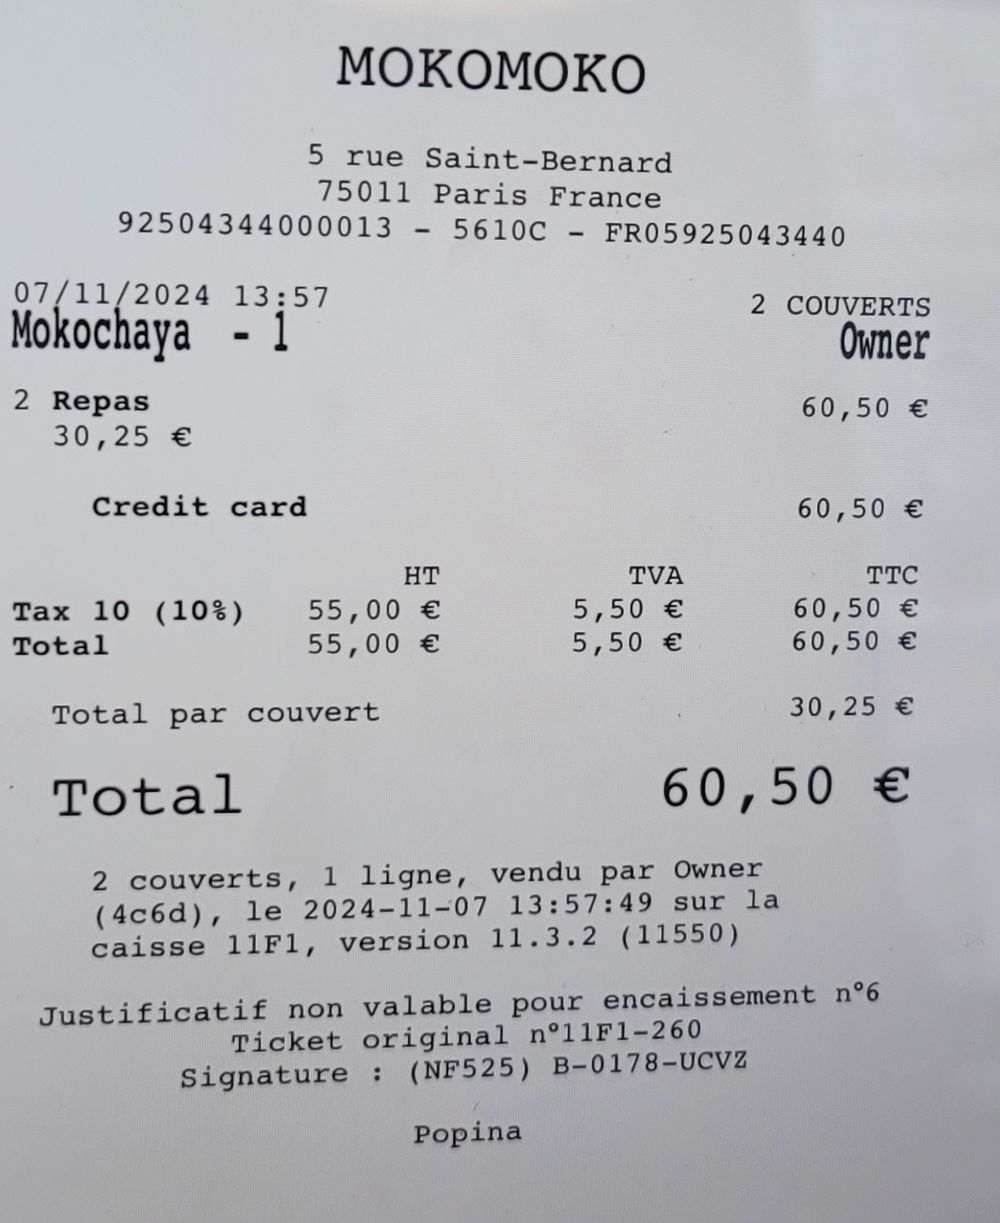 MOKOMOKO
5 rue Saint-Bernard
75011 Paris France
92504344000013 - 5610C - FR05925043440
07/11/2024 13:57 2 COUVERTS
Mokochaya - 1 Owner
2 Repas 60,50 €
30,25 €
Credit card 60,50 €
HT TVA TTC
Tax 10 (10%) 55,00 € 5,50 € 60,50 €
Total 55,00 € 5,50 € 60,50 €
Total par couvert 30,25 €
Total 60,50 €
2 couverts, 1 ligne, vendu par Owner
(4c6d), le 2024-11-07 13:57:49 sur la
caisse 11F1, version 11.3.2 (11550)
Justificatif non valable pour encaissement n°6
Ticket original n°11F1-260
Signature : (NF525) B-0178-UCVZ
Popina